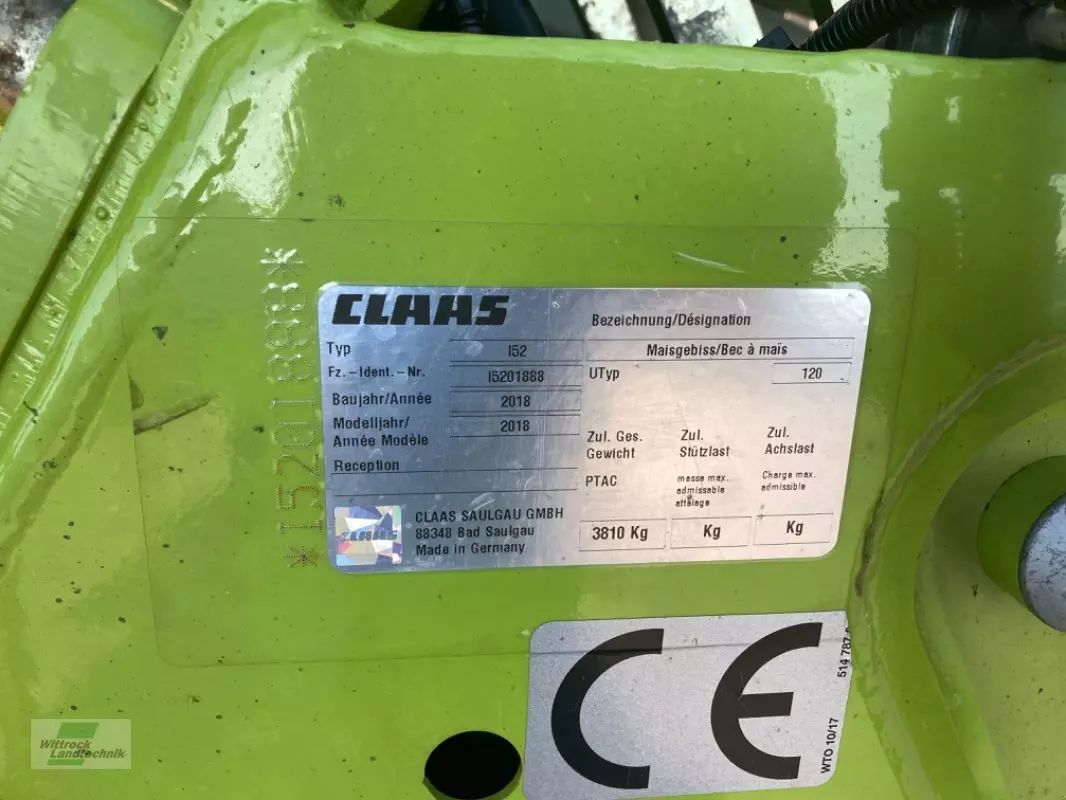 CLAAS
Bezeichnung/Désignation
Typ I52 Maisgebiss/Bec à maïs
Fz.-Ident.-Nr. I5201888 UTyp 120
Baujahr/Année 2018
Modelljahr/
Année Modèle 2018
Reception
Zul. Ges.
Gewicht
Zul.
Stützlast
Zul.
Achslast
PTAC
masse max.
admissable
attelage
Charge max.
admissible
3810 Kg Kg Kg
CLAAS
CLAAS SAULGAU GMBH
88348 Bad Saulgau
Made in Germany
*I5201888*
CE
WTO 10/17
514 787
Wittrock
Landtechnik